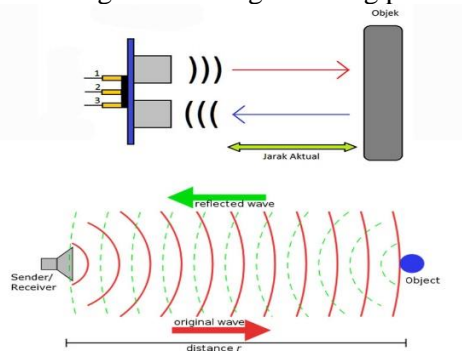 Objek
1
2
3
Jarak Aktual
reflected wave
Sender/
Receiver
Object
original wave
distance r